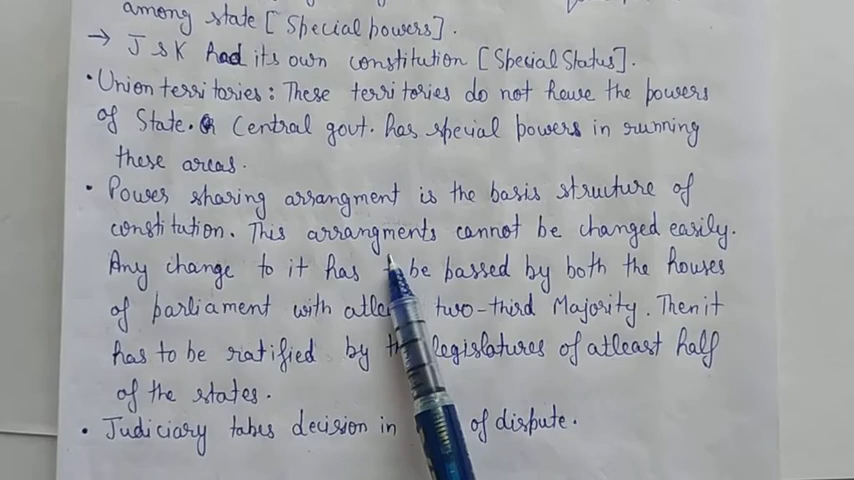 among state [Special powers].
→ J & K had its own constitution [Special Status].
• Union territories: These territories do not have the powers
of State. Central govt. has special powers in running
these areas.
• Power sharing arrangment is the basis structure of
constitution. This arrangments cannot be changed easily.
Any change to it has be passed by both the houses
of parliament with two-third Majority. Then it
has to be ratified by legislatures of atleast half
of the states.
• Judiciary takes decision in of dispute.